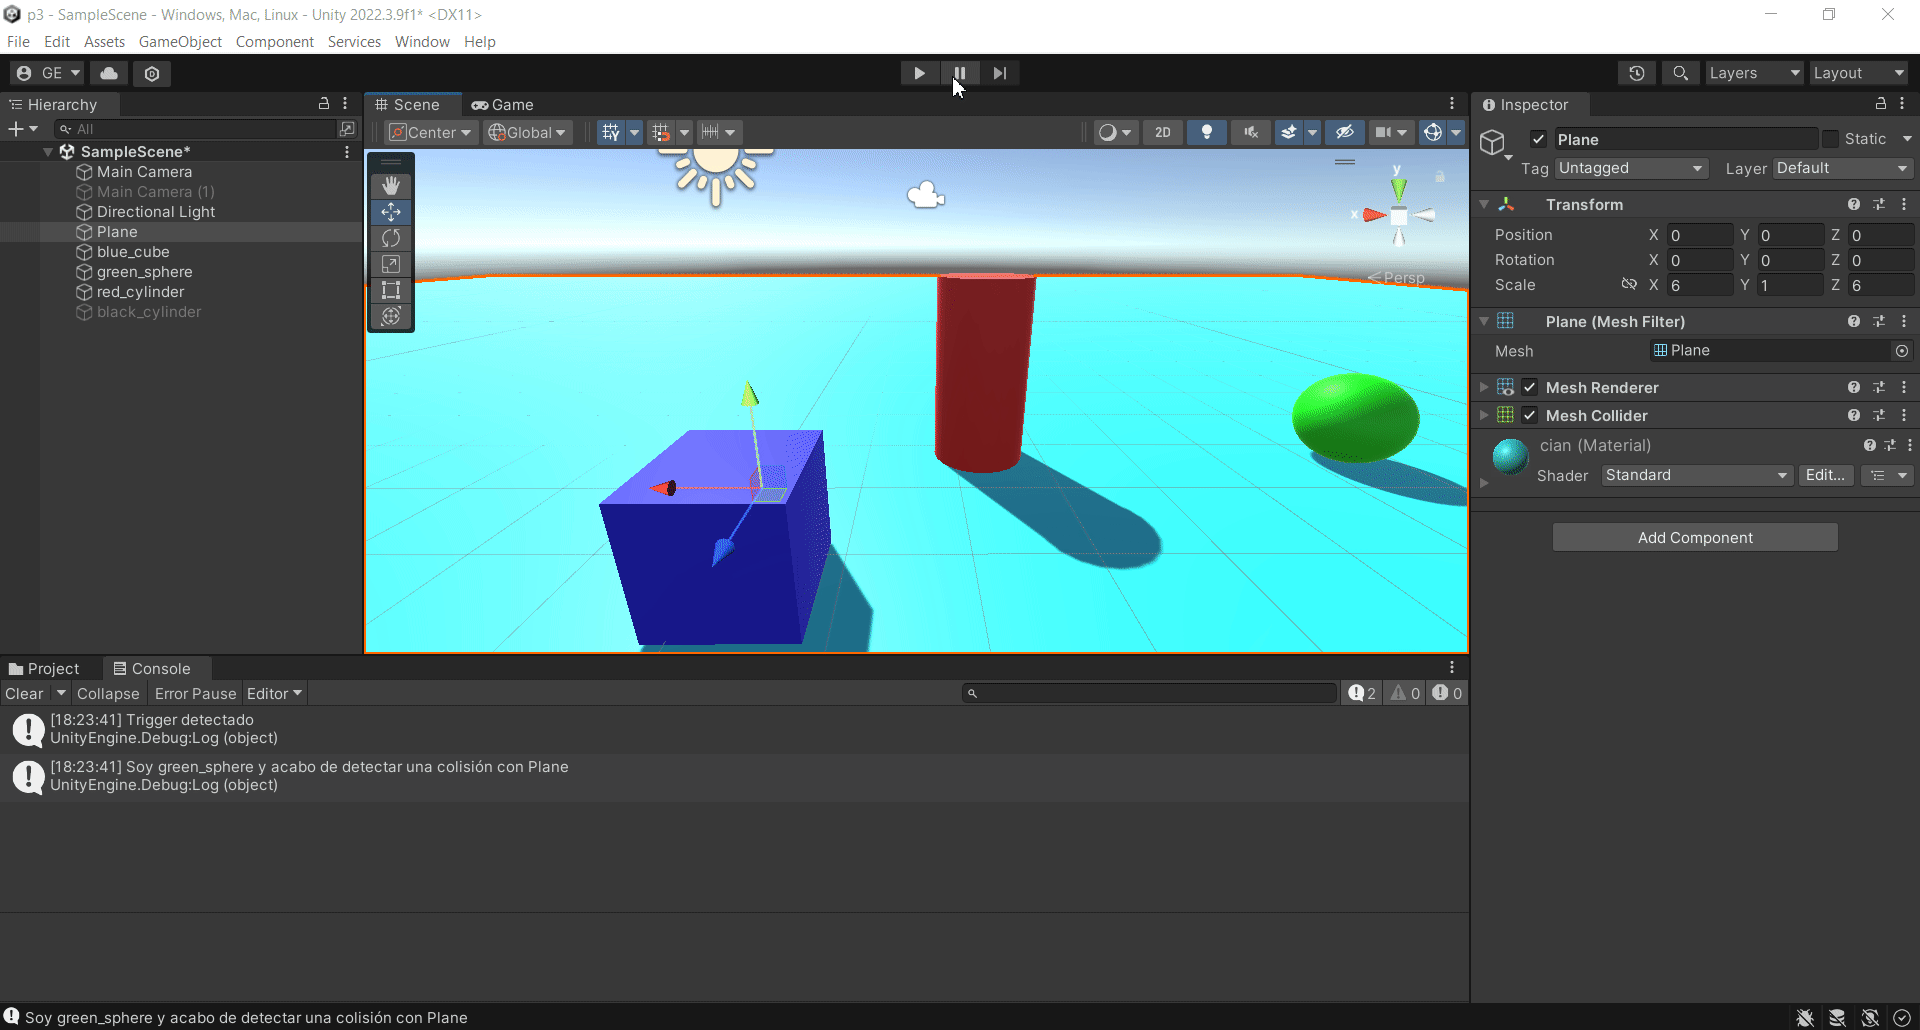 p3 - SampleScene - Windows, Mac, Linux - Unity 2022.3.9f1* <DX11>
File Edit Assets GameObject Component Services Window Help
GE Layers Layout
Hierarchy
All
SampleScene*
Main Camera
Main Camera (1)
Directional Light
Plane
blue_cube
green_sphere
red_cylinder
black_cylinder
Scene Game
Center Global 2D
y
x
Persp
Inspector
Plane Static
Tag Untagged Layer Default
Transform
Position X 0 Y 0 Z 0
Rotation X 0 Y 0 Z 0
Scale X 6 Y 1 Z 6
Plane (Mesh Filter)
Mesh Plane
Mesh Renderer
Mesh Collider
cian (Material)
Shader Standard Edit...
Add Component
Project Console
Clear Collapse Error Pause Editor 2 0 0
[18:23:41] Trigger detectado
UnityEngine.Debug:Log (object)
[18:23:41] Soy green_sphere y acabo de detectar una colisión con Plane
UnityEngine.Debug:Log (object)
Soy green_sphere y acabo de detectar una colisión con Plane